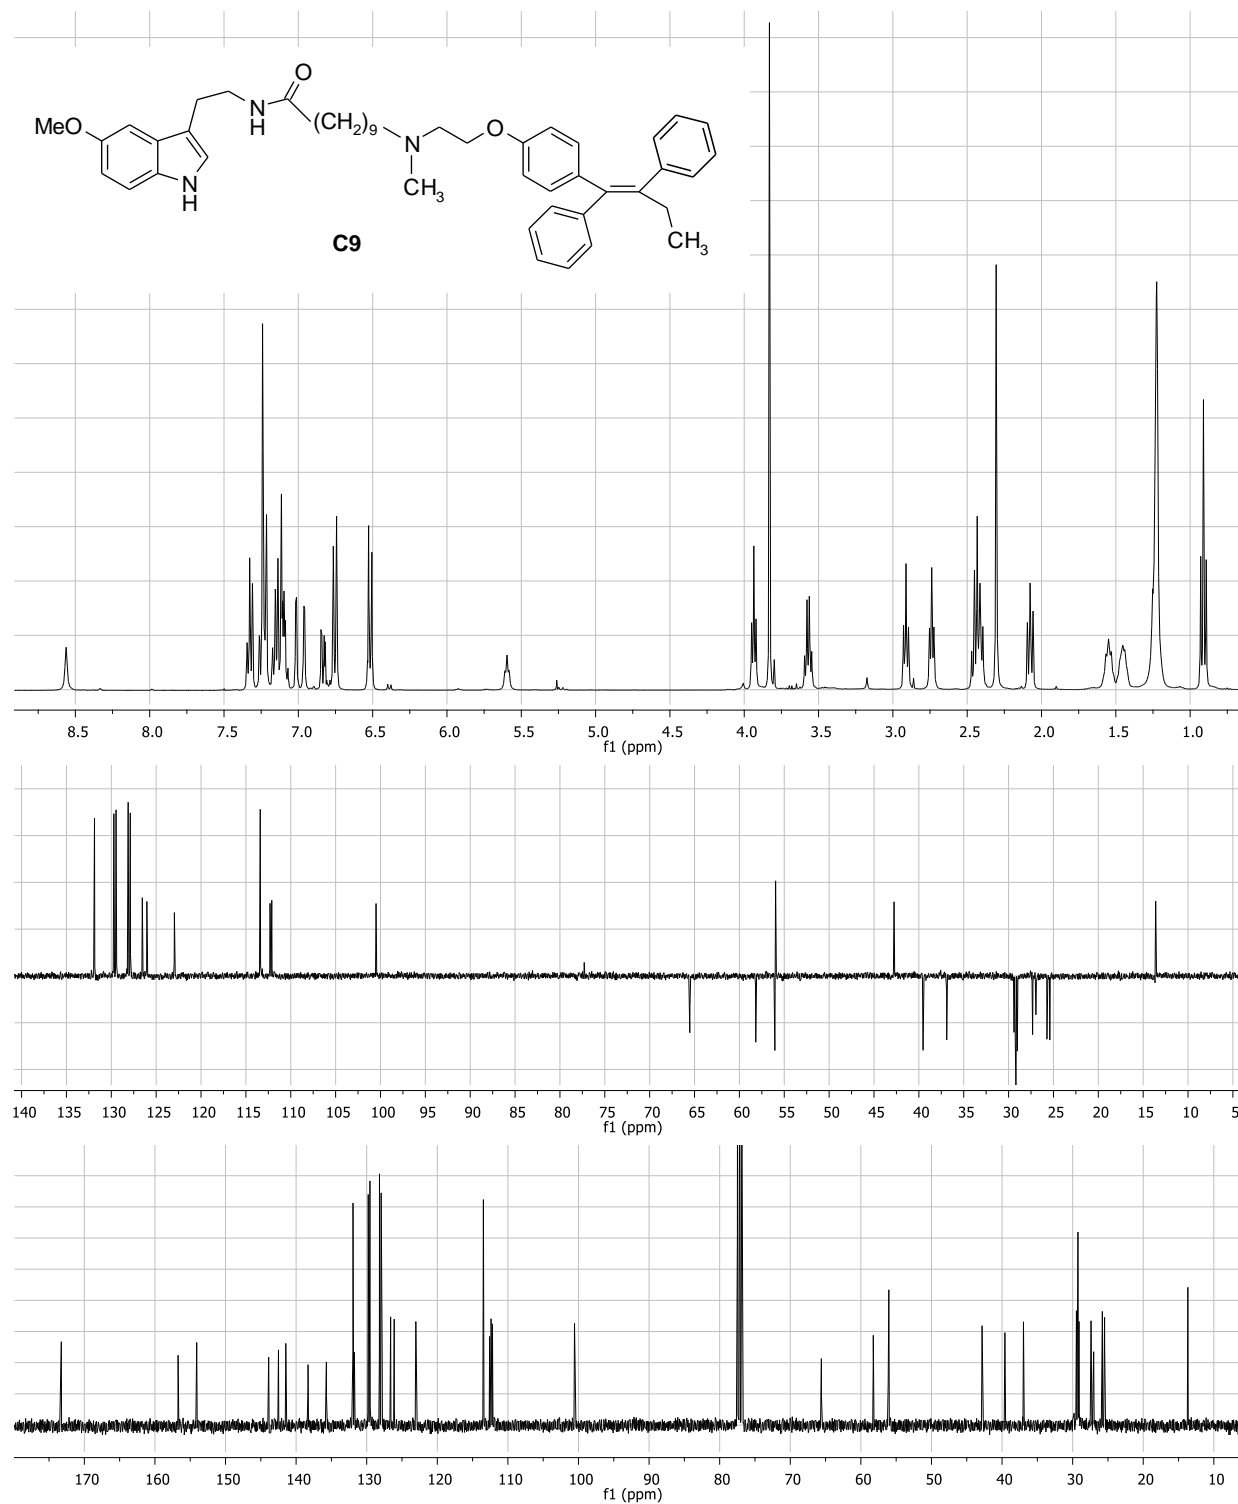 O
MeO
N
H
(CH2)9
N
CH3
O
N
H
CH3
C9
8.5 8.0 7.5 7.0 6.5 6.0 5.5 5.0 4.5 4.0 3.5 3.0 2.5 2.0 1.5 1.0
f1 (ppm)
140 135 130 125 120 115 110 105 100 95 90 85 80 75 70 65 60 55 50 45 40 35 30 25 20 15 10 5
f1 (ppm)
170 160 150 140 130 120 110 100 90 80 70 60 50 40 30 20 10
f1 (ppm)